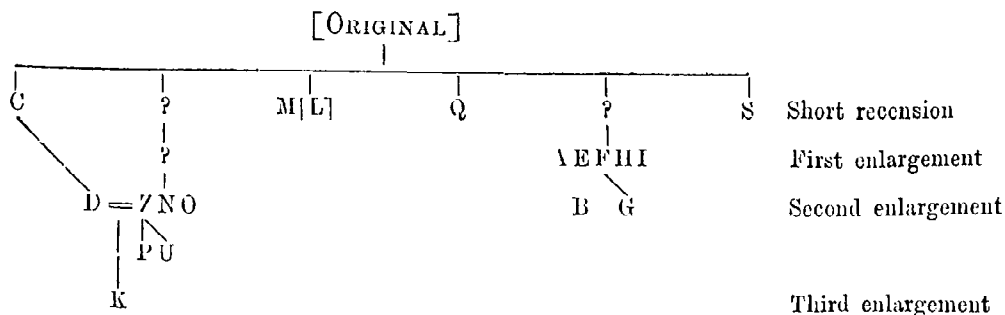 [ORIGINAL]
C ? M[L] Q ? S Short recension
? A E F H I First enlargement
D = Z N O B G Second enlargement
P U
K Third enlargement